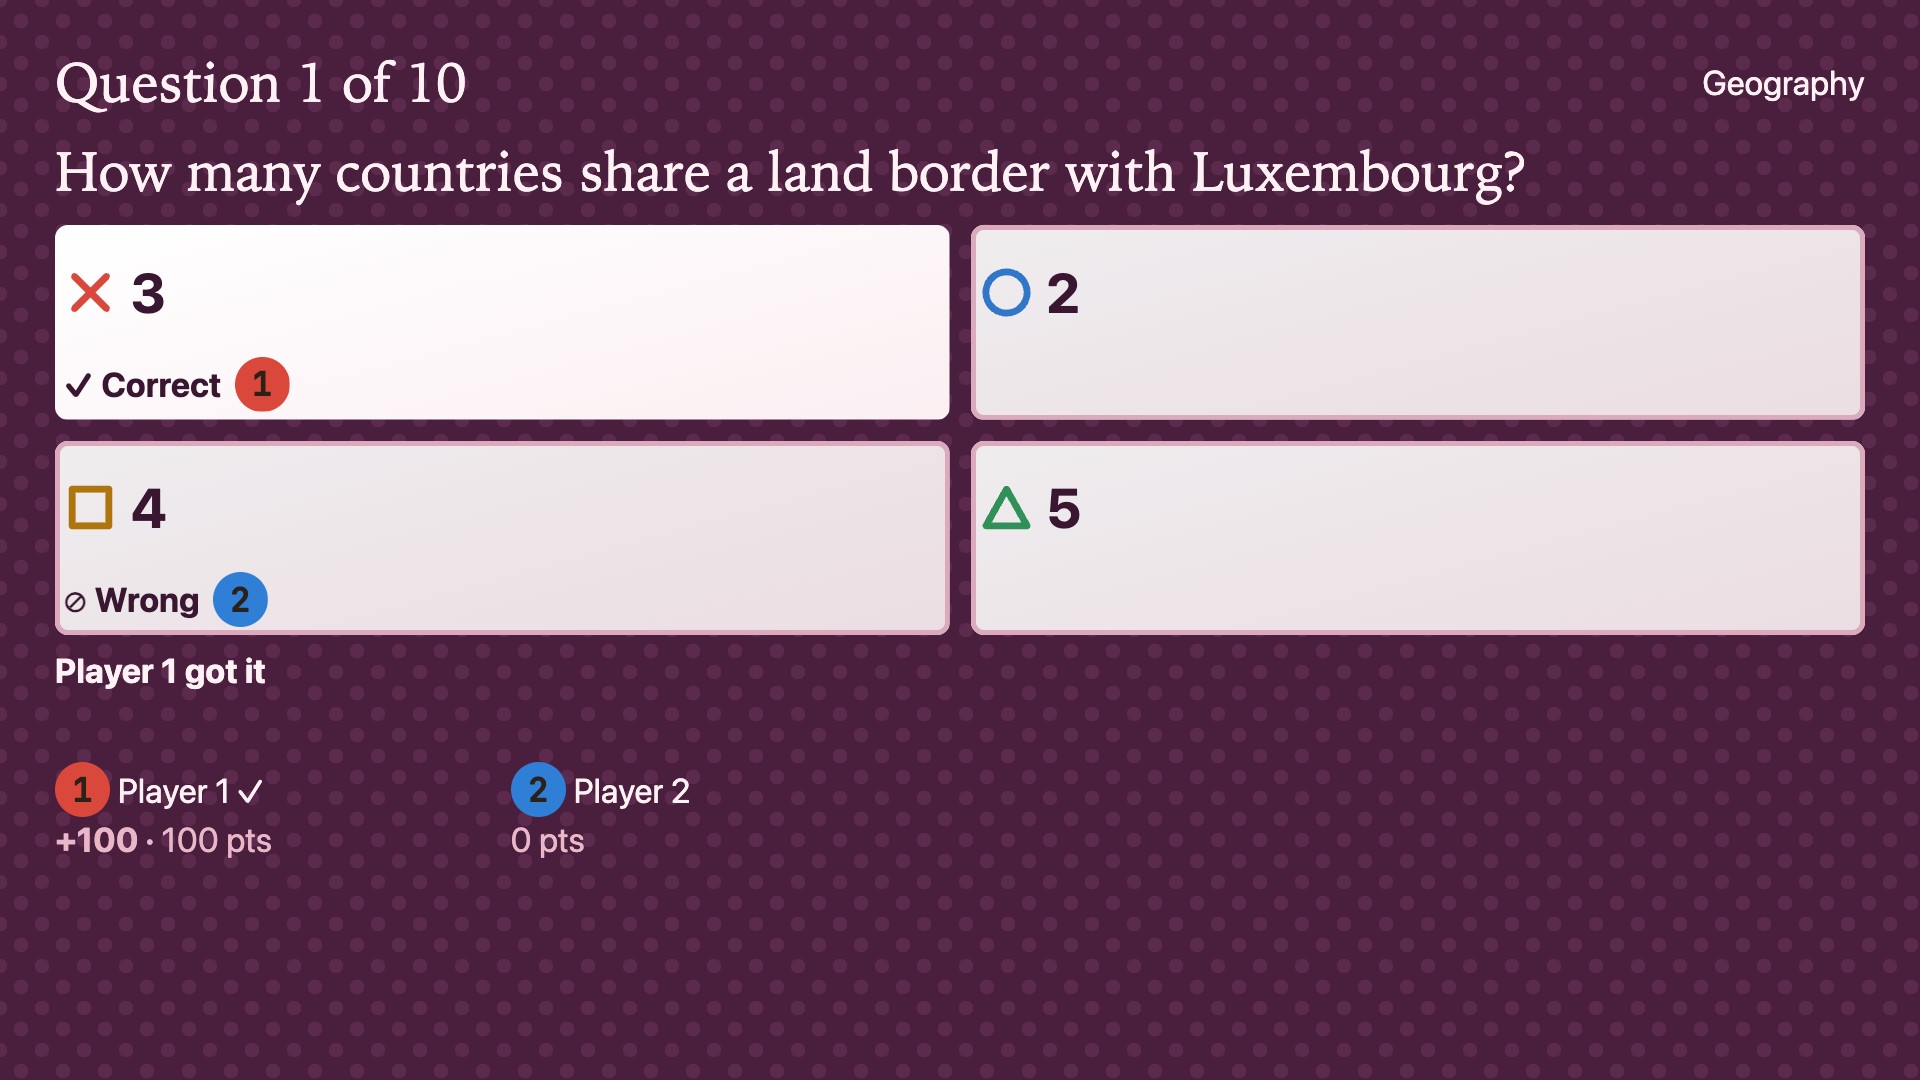 Question 1 of 10
Geography
How many countries share a land border with Luxembourg?
3
✓ Correct 1
2
4
⊘ Wrong 2
5
Player 1 got it
1 Player 1 ✓
+100 · 100 pts
2 Player 2
0 pts